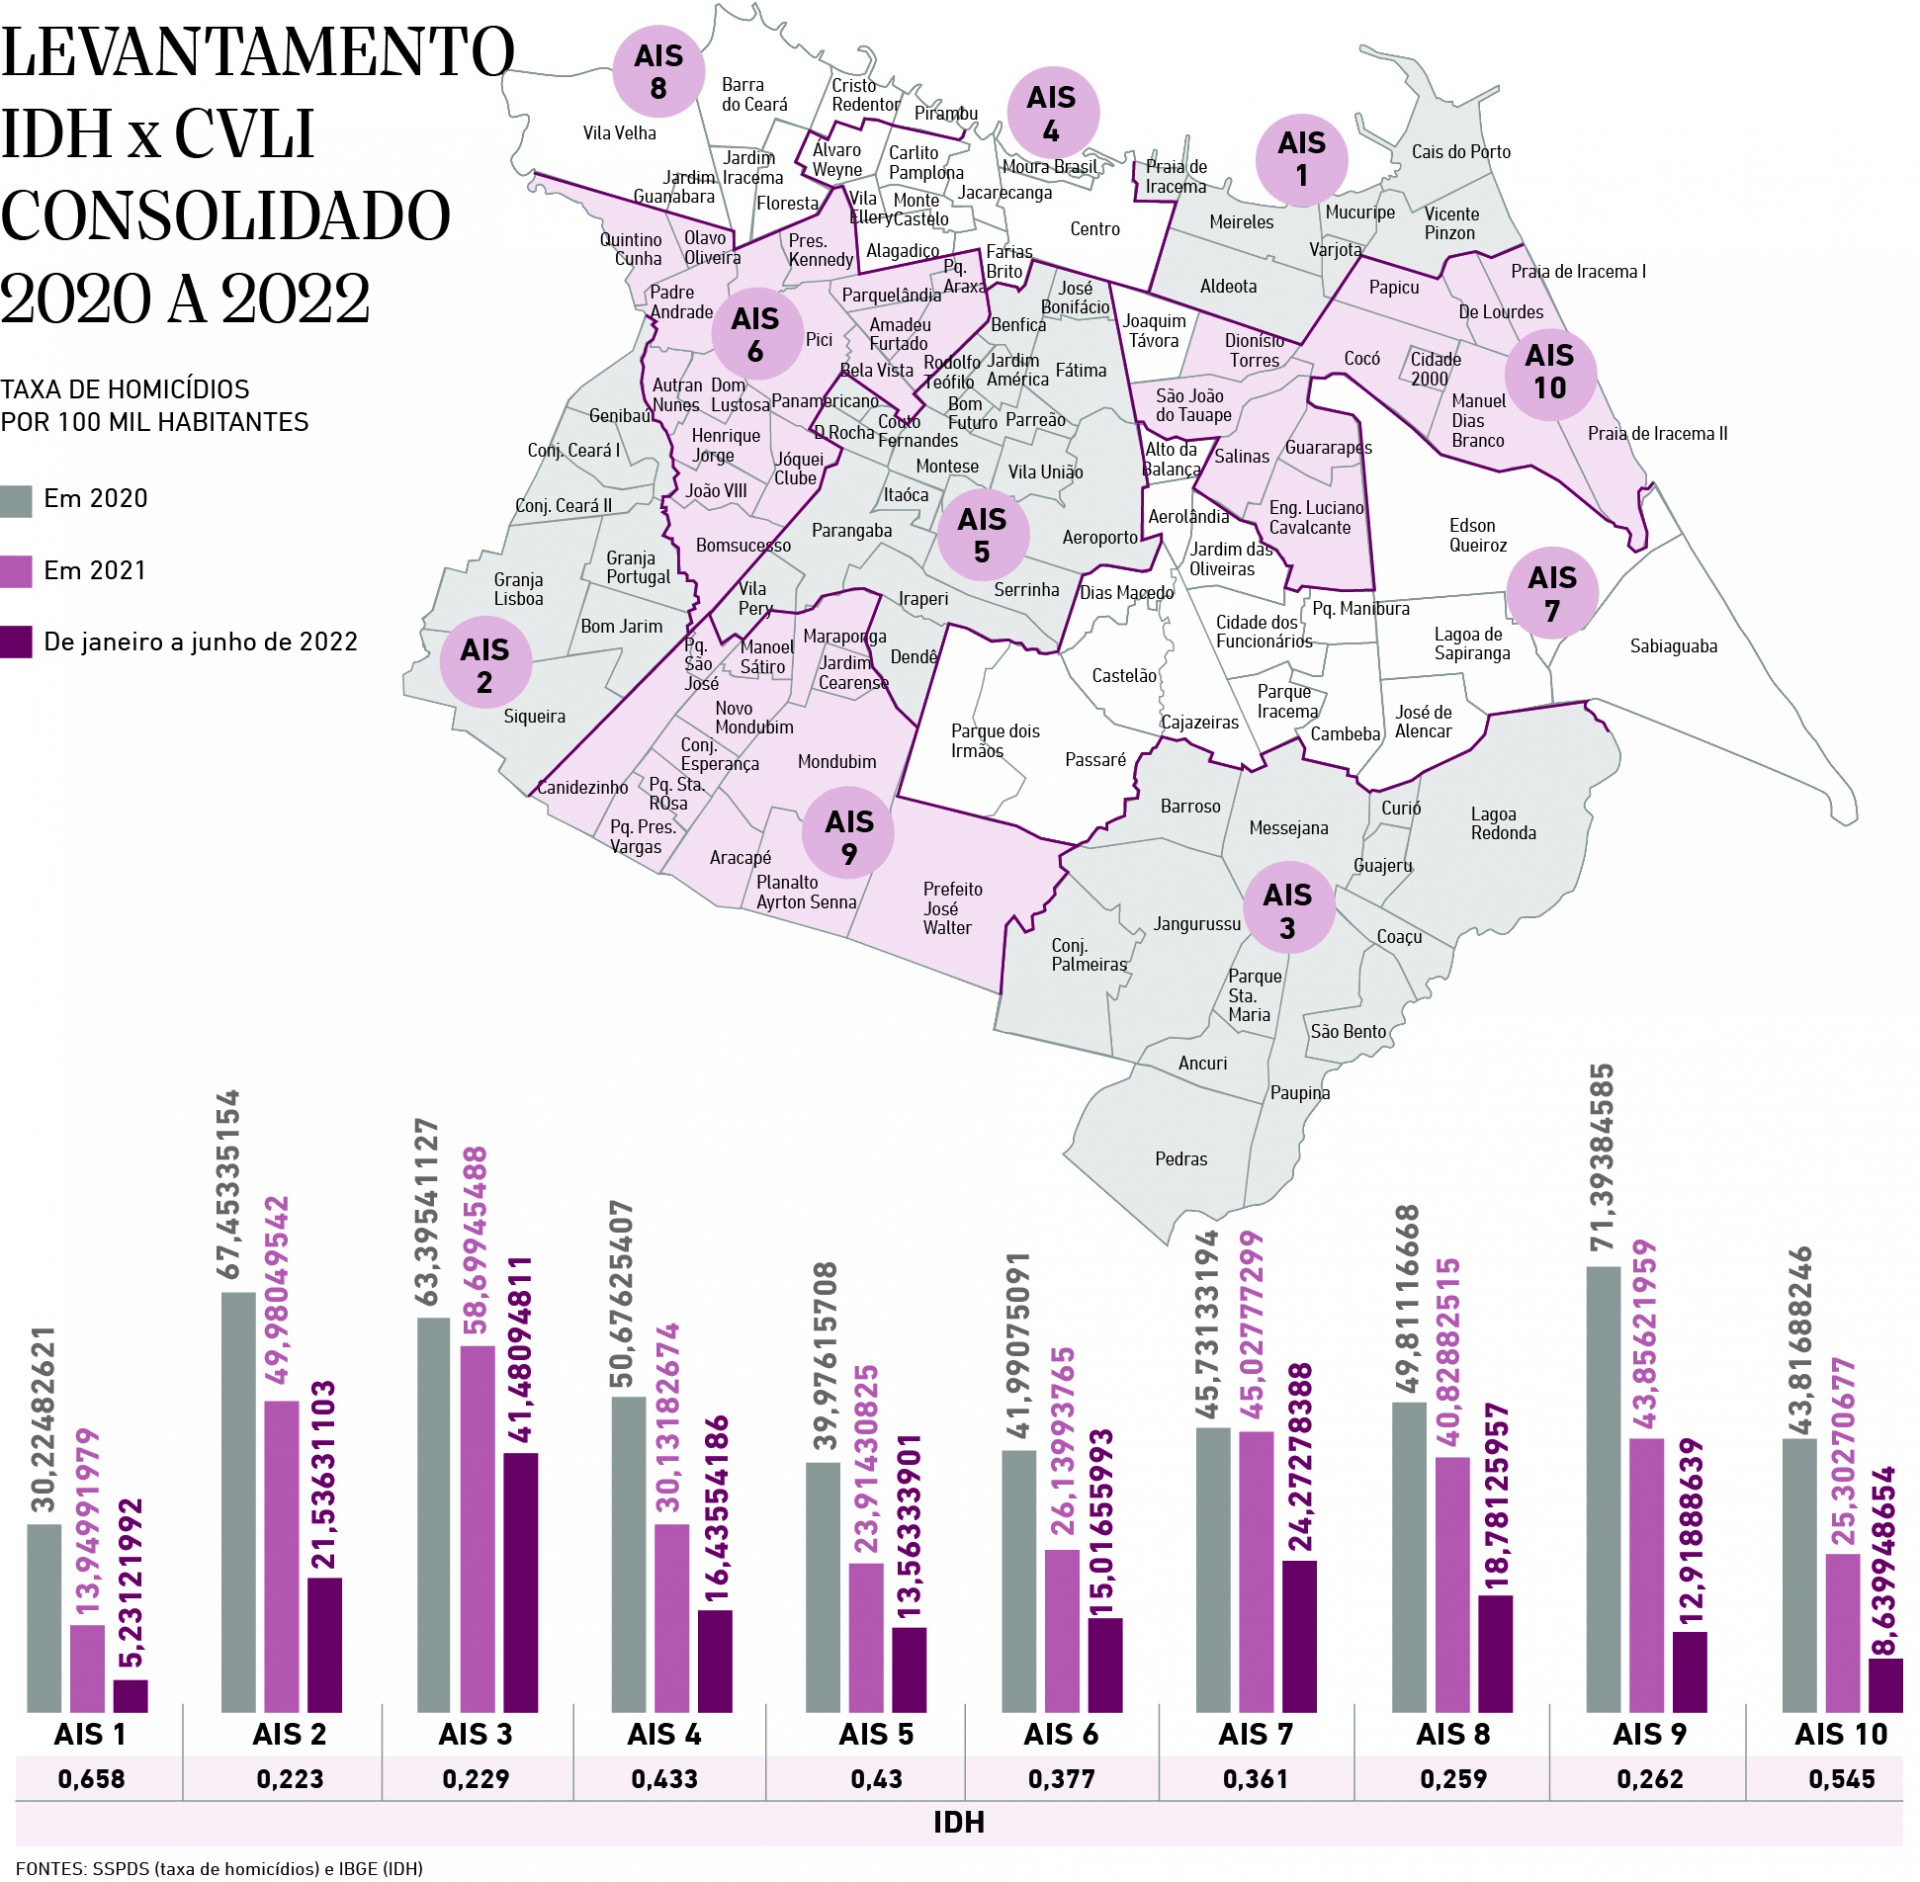 LEVANTAMENTO
IDH x CVLI
CONSOLIDADO
2020 A 2022
TAXA DE HOMICÍDIOS
POR 100 MIL HABITANTES
Em 2020
Em 2021
De janeiro a junho de 2022
AIS
8
Barra
do Ceará
Cristo
Redentor
Pirambu
Vila Velha
Jardim
Iracema
Jardim
Guanabara
Floresta
AIS
4
Álvaro
Weyne
Carlito
Pamplona
Moura Brasil
Jacarecanga
Vila
Ellery
Monte
Castelo
Alagadiço
Farias
Brito
Centro
AIS
1
Praia de
Iracema
Meireles
Mucuripe
Varjota
Aldeota
Cais do Porto
Vicente
Pinzon
Quintino
Cunha
Olavo
Oliveira
Pres.
Kennedy
Padre
Andrade
AIS
6
Pici
Parquelândia
Pq.
Araxa
Amadeu
Furtado
Bela Vista
Rodolfo
Teófilo
Autran
Nunes
Dom
Lustosa
Panamericano
Henrique
Jorge
Jóquei
Clube
João VIII
Bomsucesso
José
Bonifácio
Benfica
Jardim
América
Fátima
Bom
Futuro
Parreão
Couto
Fernandes
D.Rocha
Montese
Vila União
Itaóca
Parangaba
AIS
5
Aeroporto
Serrinha
Iraperi
Vila
Pery
Dendê
Praia de Iracema I
Papicu
De Lourdes
Cocó
Cidade
2000
AIS
10
Manuel
Dias
Branco
Praia de Iracema II
Joaquim
Távora
Dionísio
Torres
São João
do Tauape
Salinas
Guararapes
Eng. Luciano
Cavalcante
Alto da
Balança
Aerolândia
Jardim das
Oliveiras
Dias Macedo
Castelão
Cajazeiras
Passaré
Parque dois
Irmãos
Cidade dos
Funcionários
Pq. Manibura
Parque
Iracema
Cambeba
José de
Alencar
Lagoa de
Sapiranga
Edson
Queiroz
AIS
7
Sabiaguaba
Genibaú
Conj. Ceará I
Conj. Ceará II
Granja
Lisboa
Granja
Portugal
Bom Jarim
AIS
2
Siqueira
Pq.
São
José
Manoel
Sátiro
Maraponga
Jardim
Cearense
Novo
Mondubim
Conj.
Esperança
Mondubim
Canidezinho
Pq. Sta.
ROsa
Pq. Pres.
Vargas
Aracapé
Planalto
Ayrton Senna
AIS
9
Prefeito
José
Walter
Barroso
Messejana
Curió
Lagoa
Redonda
Guajeru
AIS
3
Jangurussu
Coaçu
Conj.
Palmeiras
Parque
Sta.
Maria
São Bento
Ancuri
Paupina
Pedras
30,22482621
13,94991979
5,23121992
67,45335154
49,98049542
21,53631103
63,39541127
58,69945488
41,48094811
50,67625407
30,13182674
16,43554186
39,97615708
23,91430825
13,56333901
41,99075091
26,13993765
15,01655993
45,73133194
45,02777299
24,27278388
49,81116668
40,82882515
18,78125957
71,39384585
43,85621959
12,91888639
43,81688246
25,30270677
8,639948654
AIS 1
AIS 2
AIS 3
AIS 4
AIS 5
AIS 6
AIS 7
AIS 8
AIS 9
AIS 10
0,658
0,223
0,229
0,433
0,43
0,377
0,361
0,259
0,262
0,545
IDH
FONTES: SSPDS (taxa de homicídios) e IBGE (IDH)